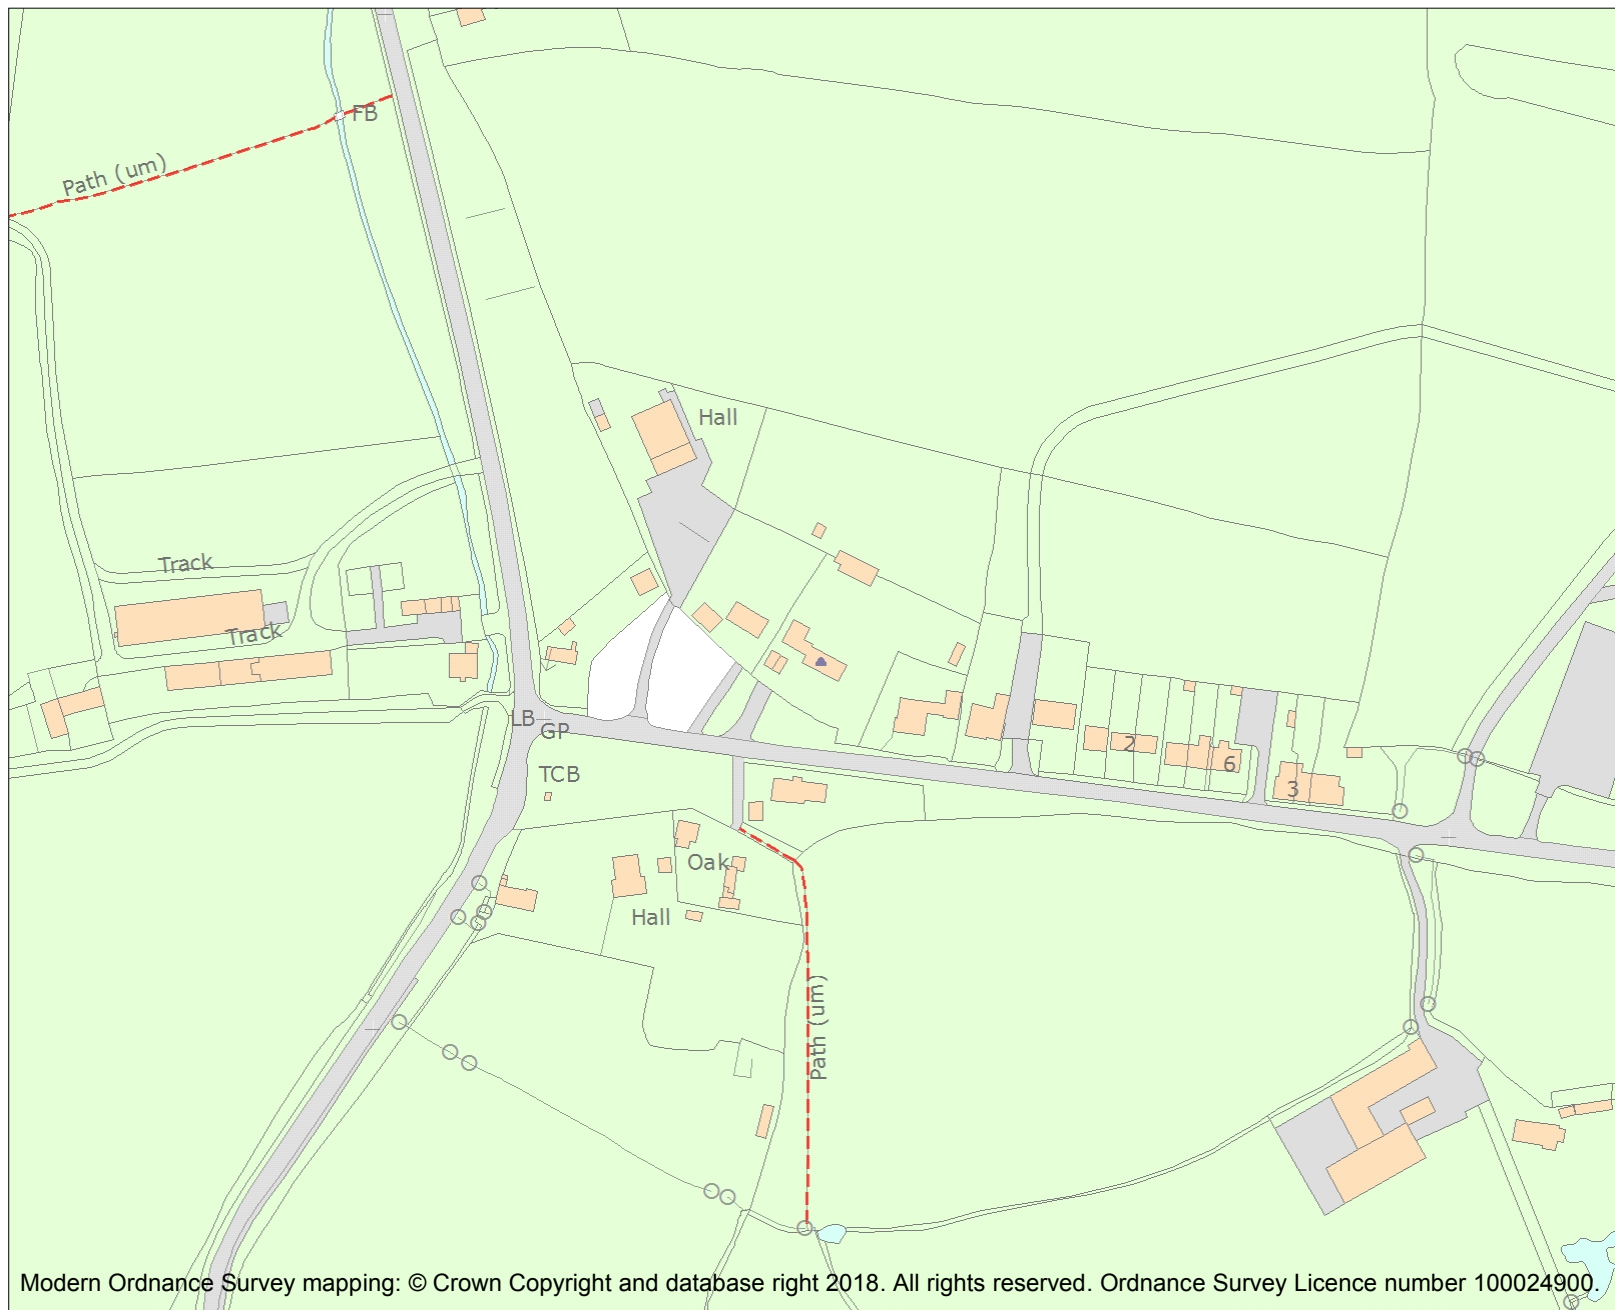 FB
Path (um)
Hall
Track
Track
LB
GP
TCB
2
6
3
Oak
Hall
Path (um)
Modern Ordnance Survey mapping: © Crown Copyright and database right 2018. All rights reserved. Ordnance Survey Licence number 100024900.